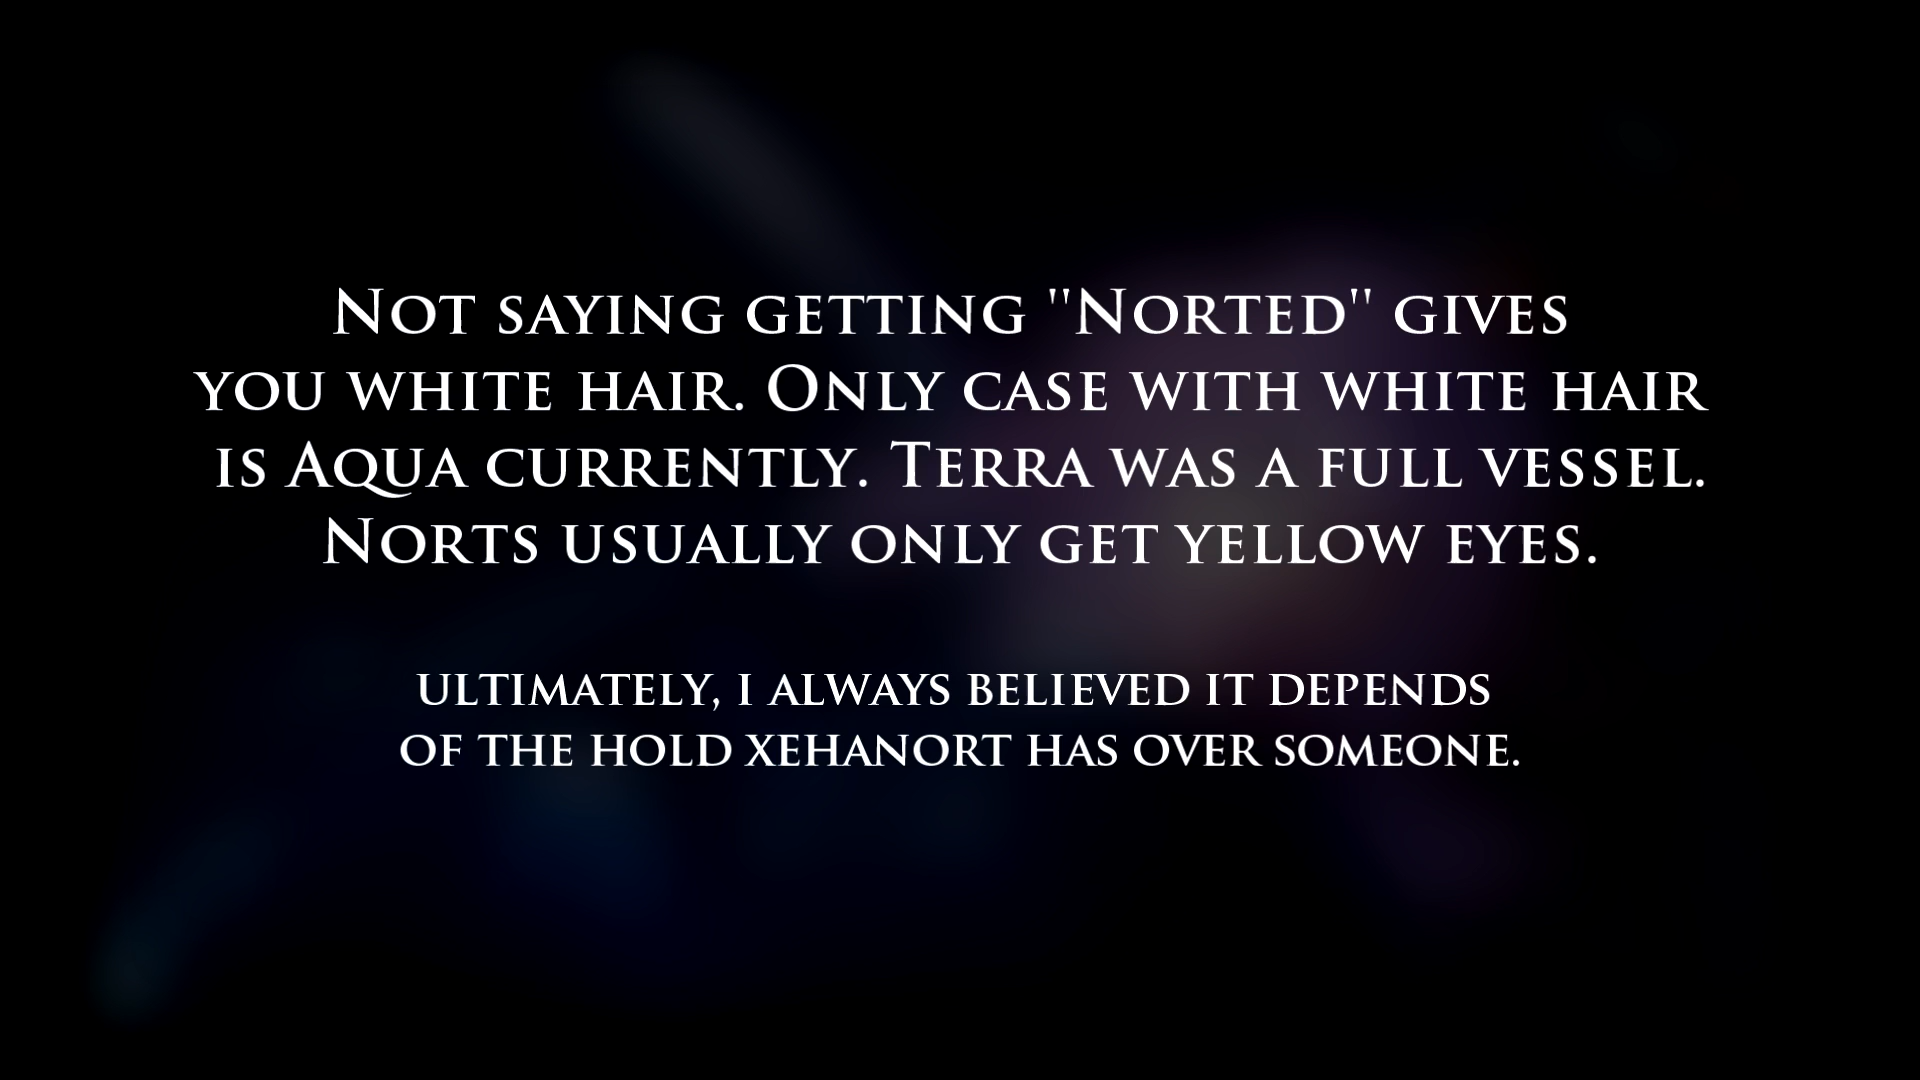 Not saying getting "Norted" gives
you white hair. Only case with white hair
is Aqua currently. Terra was a full vessel.
Norts usually only get yellow eyes.
ultimately, i always believed it depends
of the hold xehanort has over someone.